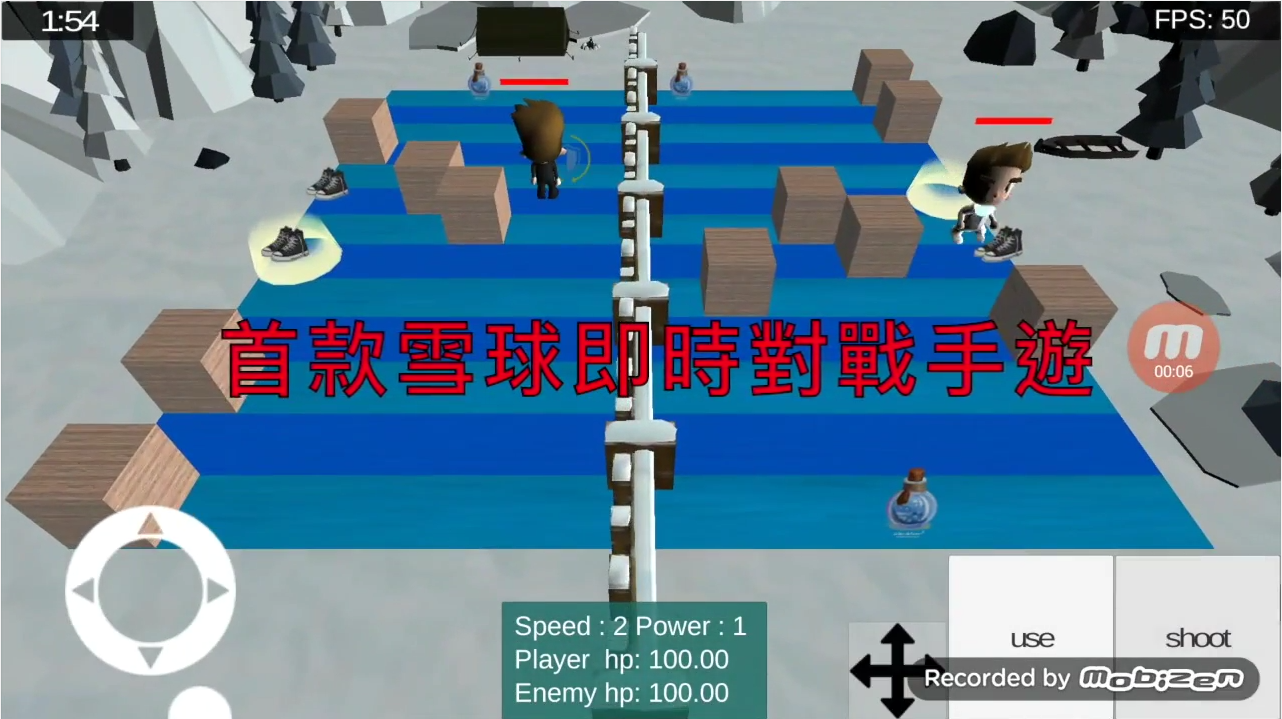 1:54
FPS: 50
首款雪球即時對戰手遊
00:06
Speed : 2 Power : 1
Player hp: 100.00
Enemy hp: 100.00
use
shoot
Recorded by mobizen